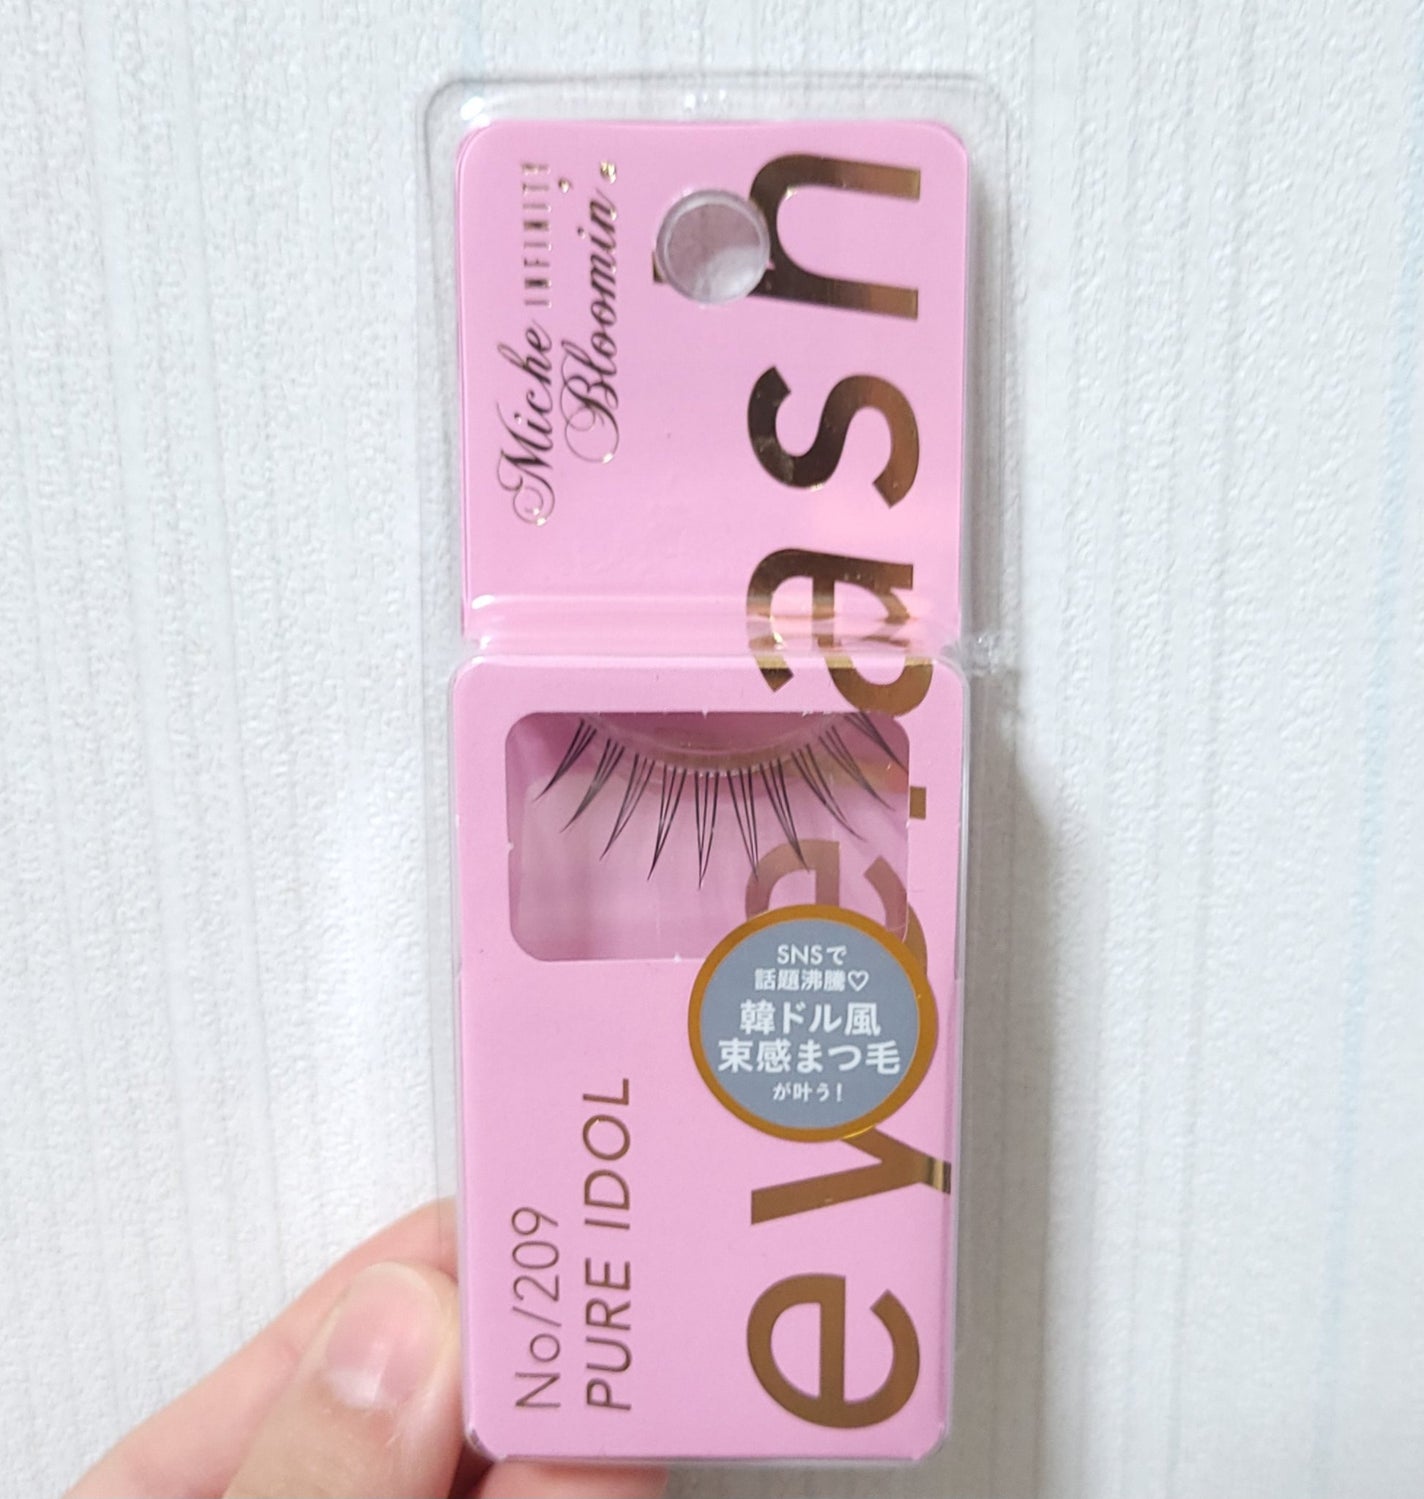 Miche INFINITY
Bloomin'
eyelash
SNSで
話題沸騰♡
韓ドル風
束感まつ毛
が叶う!
No/209
PURE IDOL